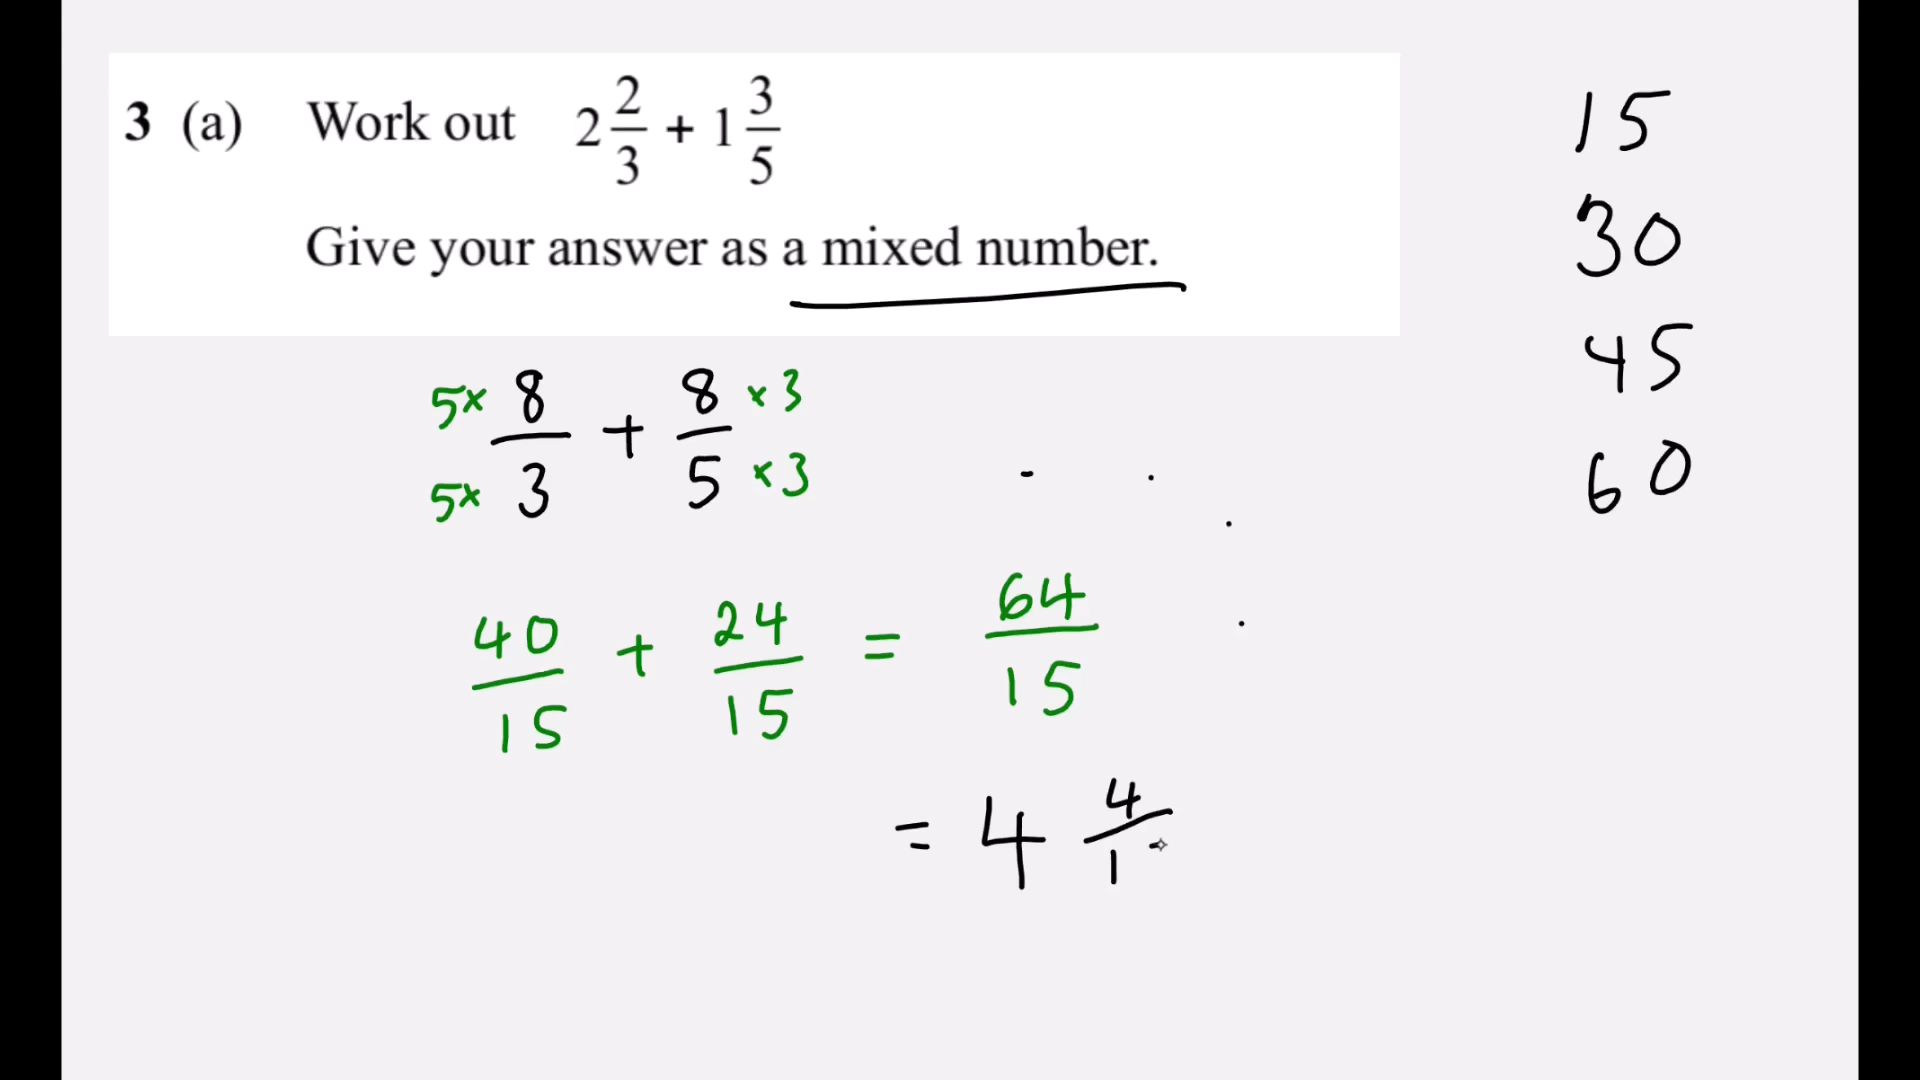 3 (a) Work out 2 2/3 + 1 3/5
Give your answer as a mixed number.
15
30
45
60
5× 8/3 + 8/5 ×3
5× ×3
40/15 + 24/15 = 64/15
= 4 4/1